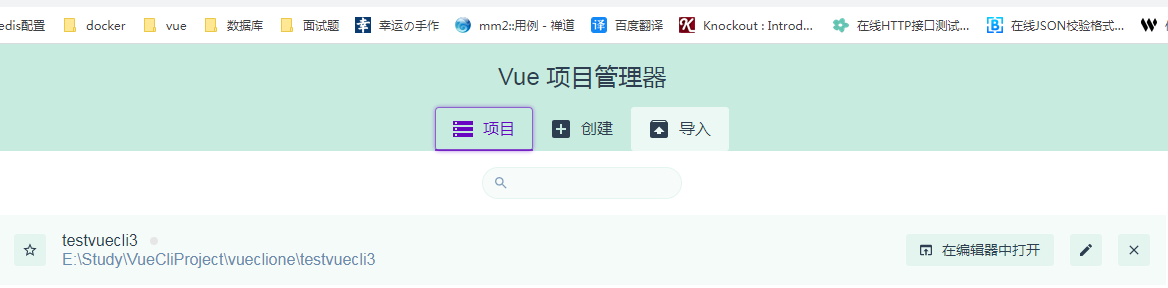 edis配置 docker vue 数据库 面试题 幸运の手作 mm2::用例 - 禅道 百度翻译 Knockout : Introd... 在线HTTP接口测试... 在线JSON校验格式...
Vue 项目管理器
项目 创建 导入
testvuecli3
E:\Study\VueCliProject\vueclione\testvuecli3
在编辑器中打开